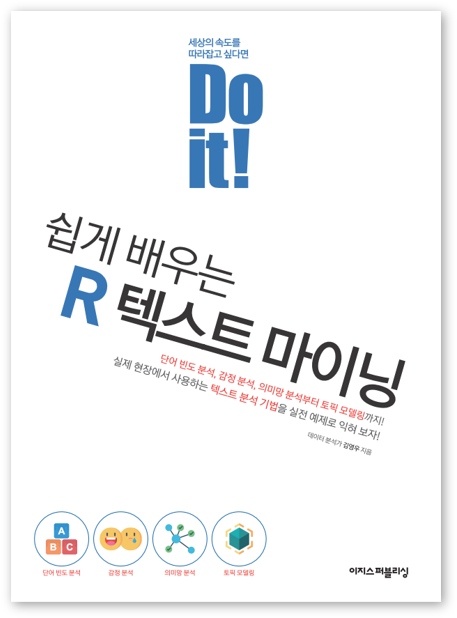 세상의 속도를
따라잡고 싶다면
Do
it!
쉽게 배우는
R 텍스트 마이닝
단어 빈도 분석, 감정 분석, 의미망 분석부터 토픽 모델링까지!
실제 현장에서 사용하는 텍스트 분석 기법을 실전 예제로 익혀 보자!
데이터 분석가 김영우 지음
A
B C
단어 빈도 분석
감정 분석
의미망 분석
토픽 모델링
이지스퍼블리싱